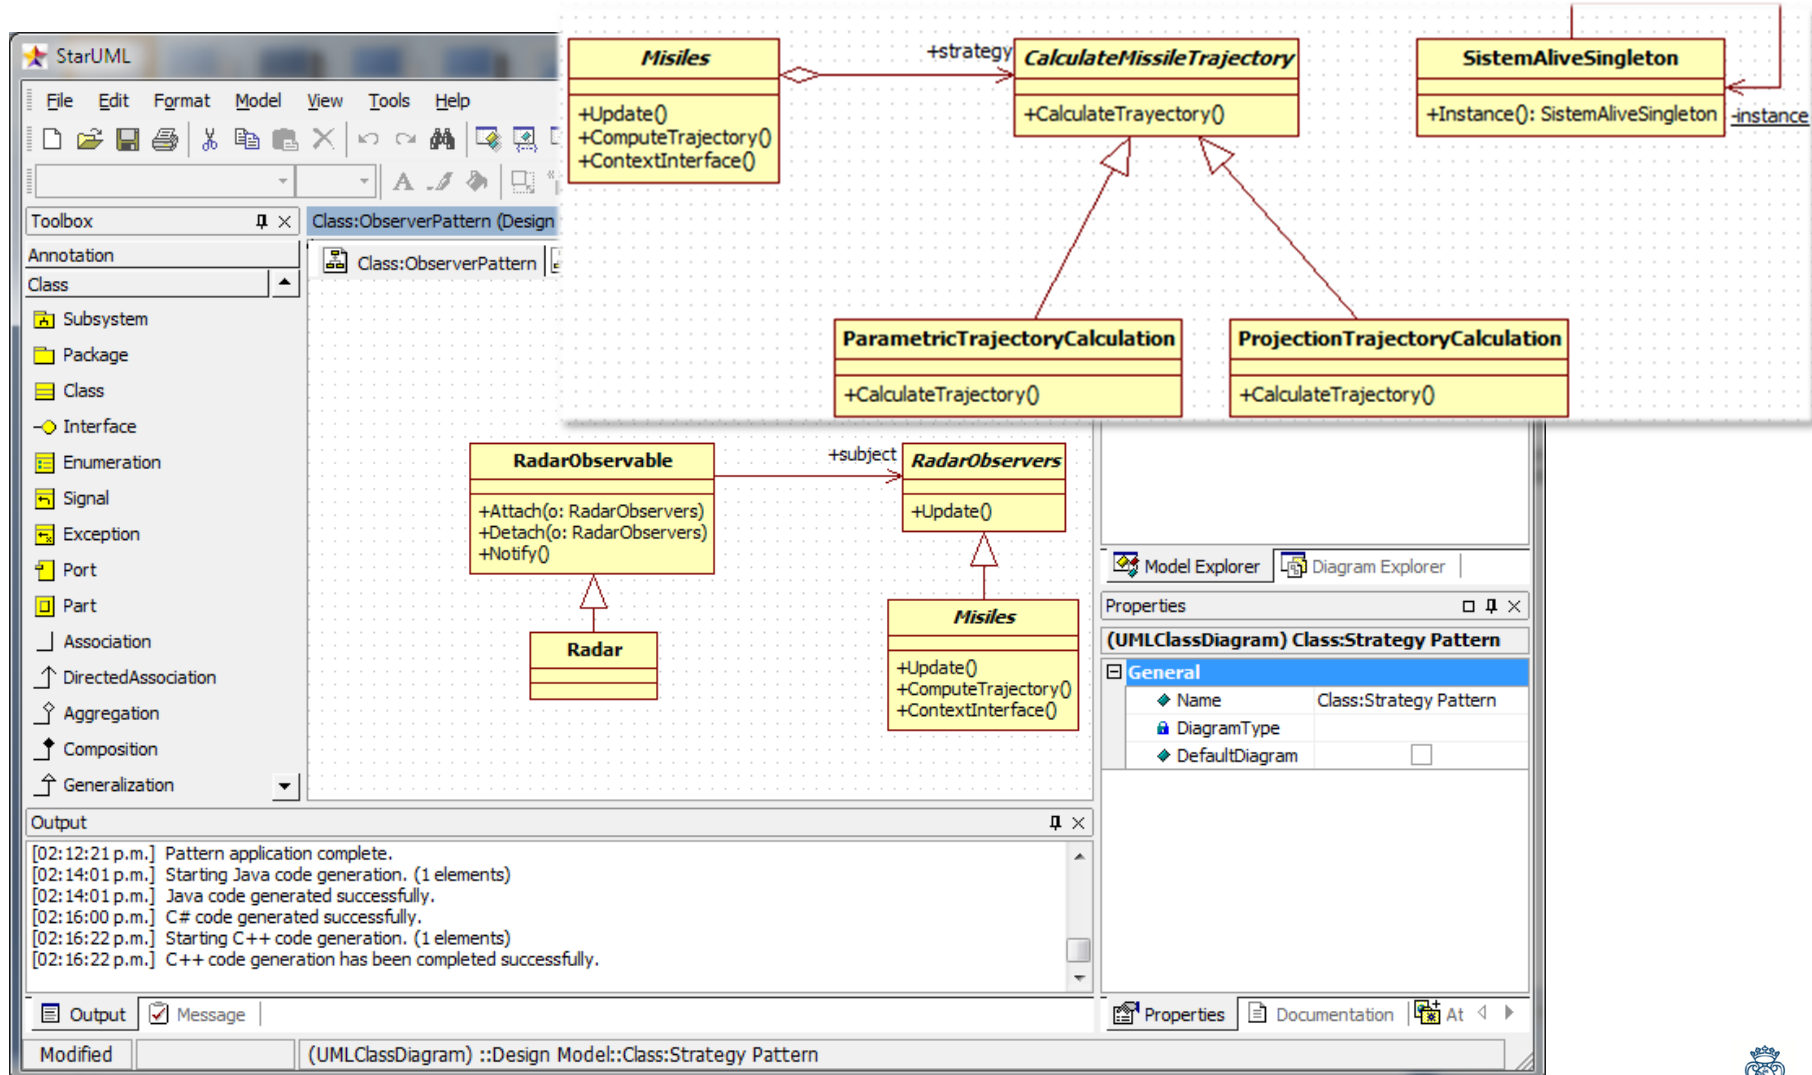 StarUML
File Edit Format Model View Tools Help
Toolbox
Annotation
Class
Subsystem
Package
Class
Interface
Enumeration
Signal
Exception
Port
Part
Association
DirectedAssociation
Aggregation
Composition
Generalization
Class:ObserverPattern (Design
Class:ObserverPattern
Misiles
+Update()
+ComputeTrajectory()
+ContextInterface()
+strategy
CalculateMissileTrajectory
+CalculateTrayectory()
SistemAliveSingleton
+Instance(): SistemAliveSingleton
-instance
ParametricTrajectoryCalculation
+CalculateTrajectory()
ProjectionTrajectoryCalculation
+CalculateTrajectory()
RadarObservable
+Attach(o: RadarObservers)
+Detach(o: RadarObservers)
+Notify()
+subject
RadarObservers
+Update()
Radar
Misiles
+Update()
+ComputeTrajectory()
+ContextInterface()
Model Explorer Diagram Explorer
Properties
(UMLClassDiagram) Class:Strategy Pattern
General
Name Class:Strategy Pattern
DiagramType
DefaultDiagram
Output
[02:12:21 p.m.] Pattern application complete.
[02:14:01 p.m.] Starting Java code generation. (1 elements)
[02:14:01 p.m.] Java code generated successfully.
[02:16:00 p.m.] C# code generated successfully.
[02:16:22 p.m.] Starting C++ code generation. (1 elements)
[02:16:22 p.m.] C++ code generation has been completed successfully.
Output Message
Properties Documentation At
Modified
(UMLClassDiagram) ::Design Model::Class:Strategy Pattern